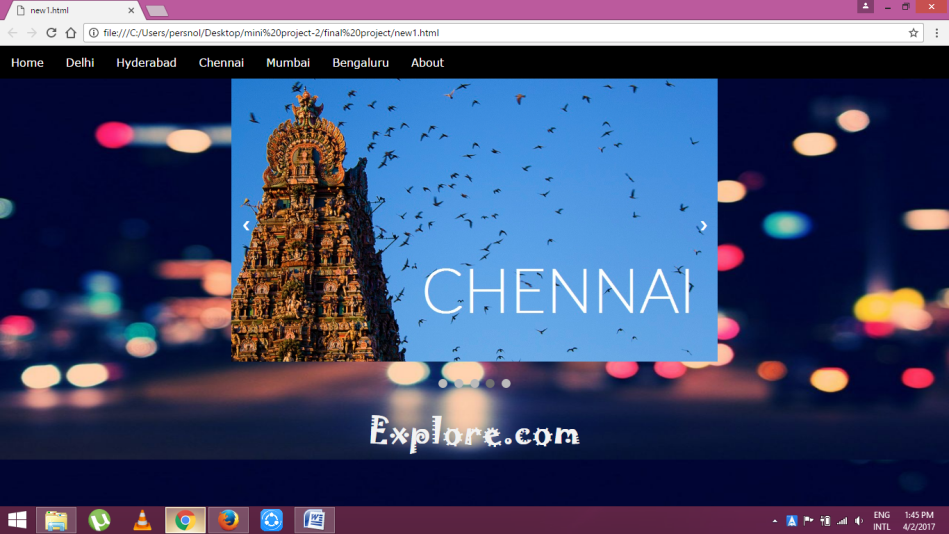 new1.html
file:///C:/Users/persnol/Desktop/mini%20project-2/final%20project/new1.html
Home Delhi Hyderabad Chennai Mumbai Bengaluru About
CHENNAI
Explore.com
ENG 1:45 PM
INTL 4/2/2017